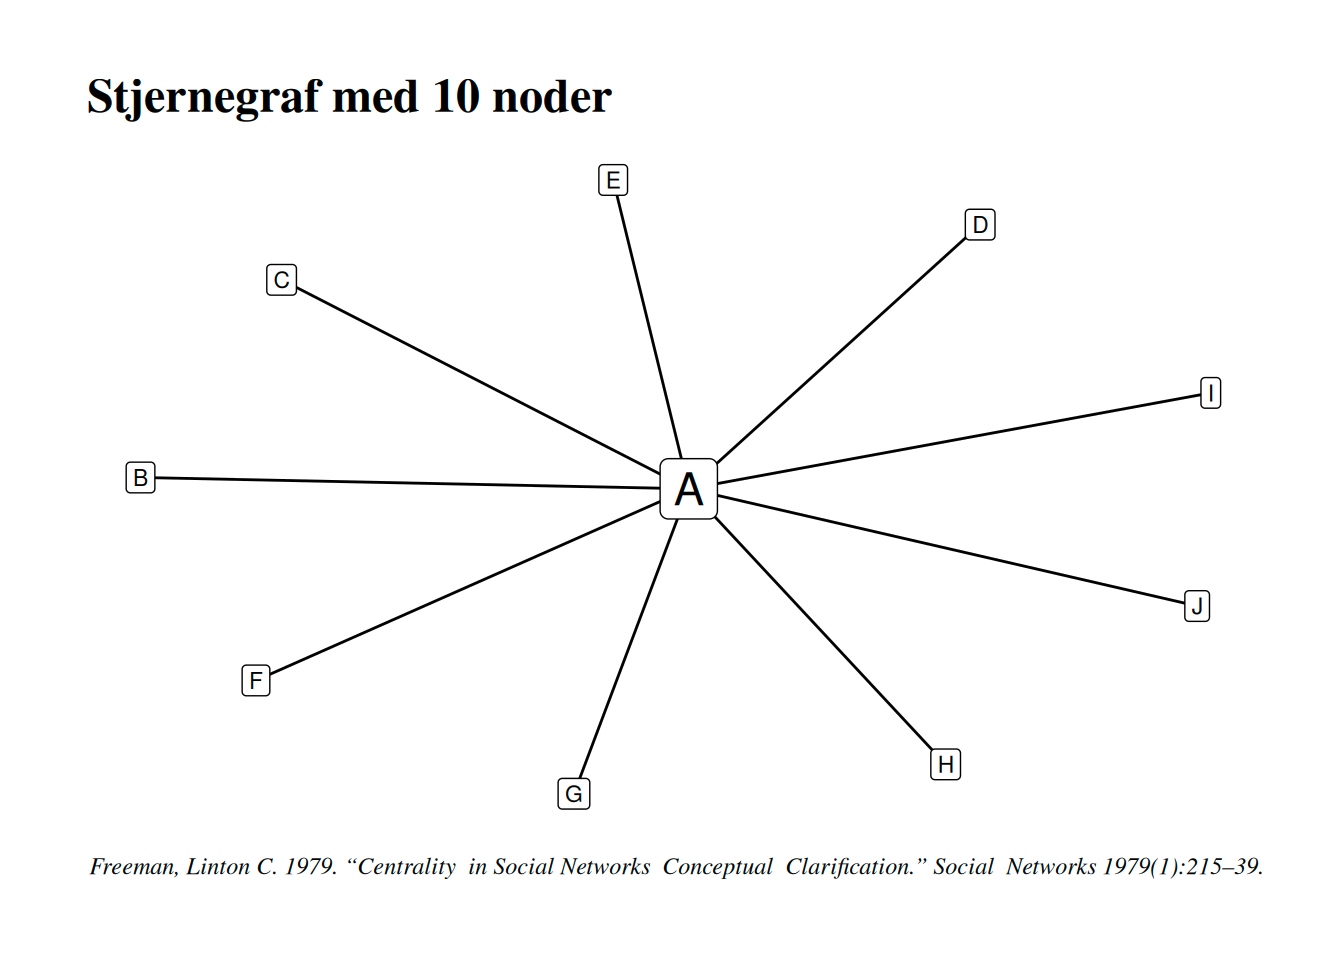 Stjernegraf med 10 noder
E
D
C
I
B
A
J
F
H
G
Freeman, Linton C. 1979. “Centrality in Social Networks Conceptual Clarification.” Social Networks 1979(1):215–39.